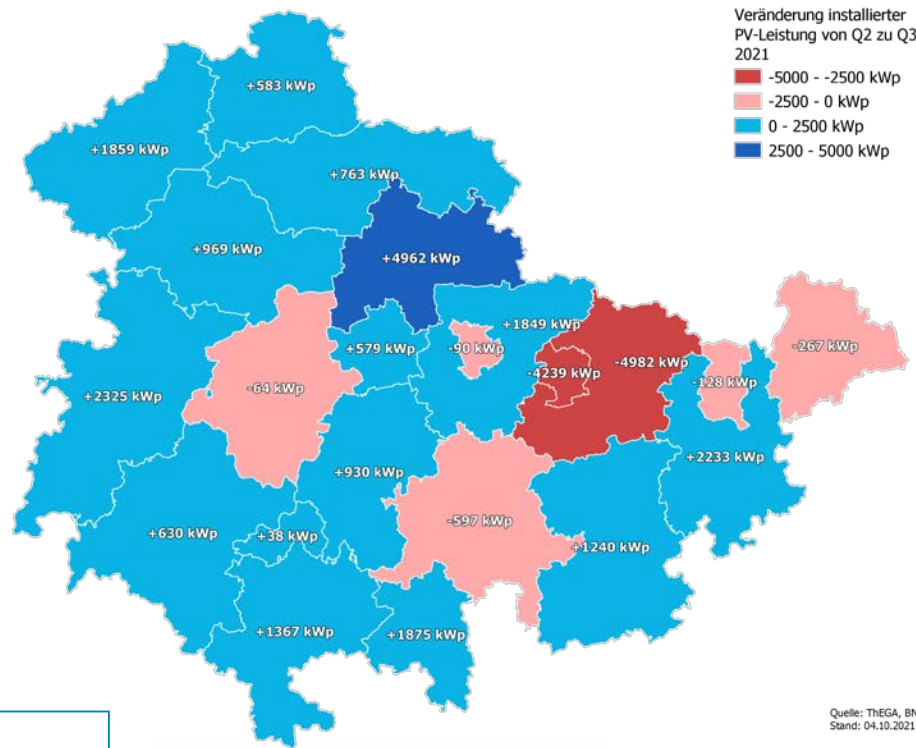 Veränderung installierter
PV-Leistung von Q2 zu Q3
2021
-5000 - -2500 kWp
-2500 - 0 kWp
0 - 2500 kWp
2500 - 5000 kWp
+583 kWp
+1859 kWp
+763 kWp
+969 kWp
+4962 kWp
+1849 kWp
+579 kWp
-90 kWp
-267 kWp
-4982 kWp
-4239 kWp
-128 kWp
-64 kWp
+2325 kWp
+2233 kWp
+930 kWp
-597 kWp
+630 kWp
+38 kWp
+1240 kWp
+1367 kWp
+1875 kWp
Quelle: ThEGA, BN
Stand: 04.10.2021